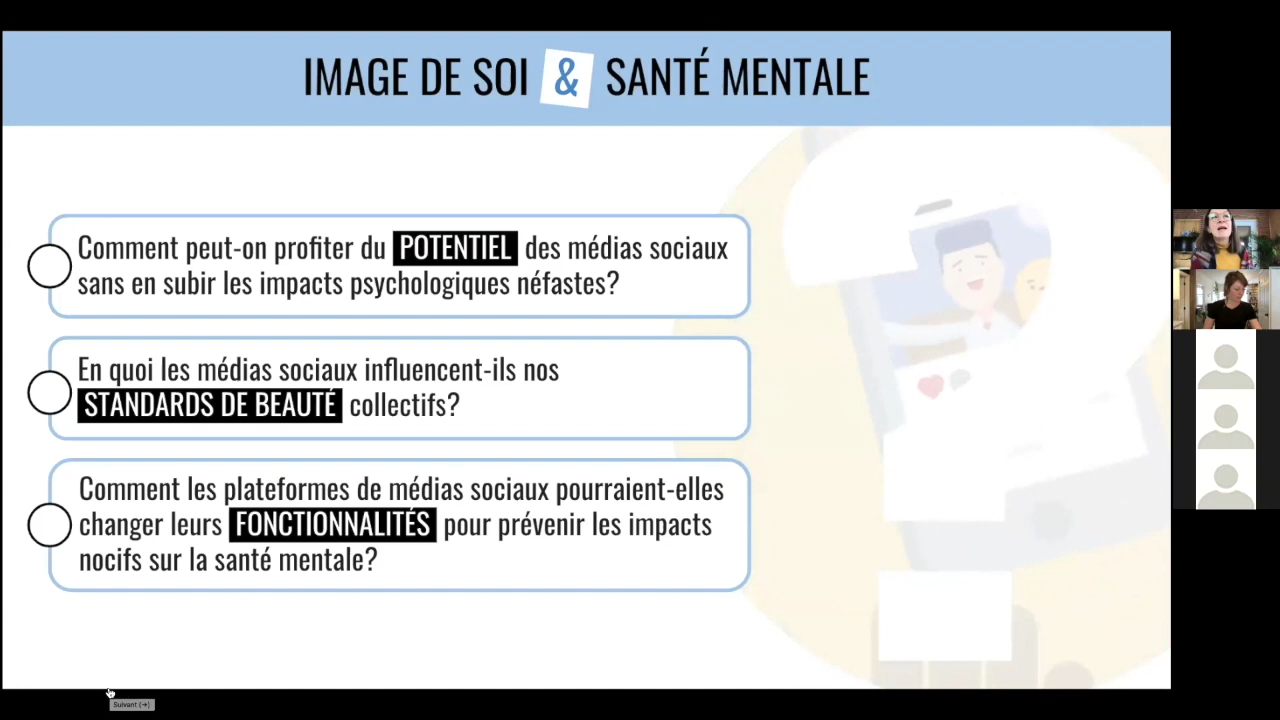 IMAGE DE SOI & SANTÉ MENTALE
Comment peut-on profiter du POTENTIEL des médias sociaux
sans en subir les impacts psychologiques néfastes?
En quoi les médias sociaux influencent-ils nos
STANDARDS DE BEAUTÉ collectifs?
Comment les plateformes de médias sociaux pourraient-elles
changer leurs FONCTIONNALITÉS pour prévenir les impacts
nocifs sur la santé mentale?
Suivant (→)